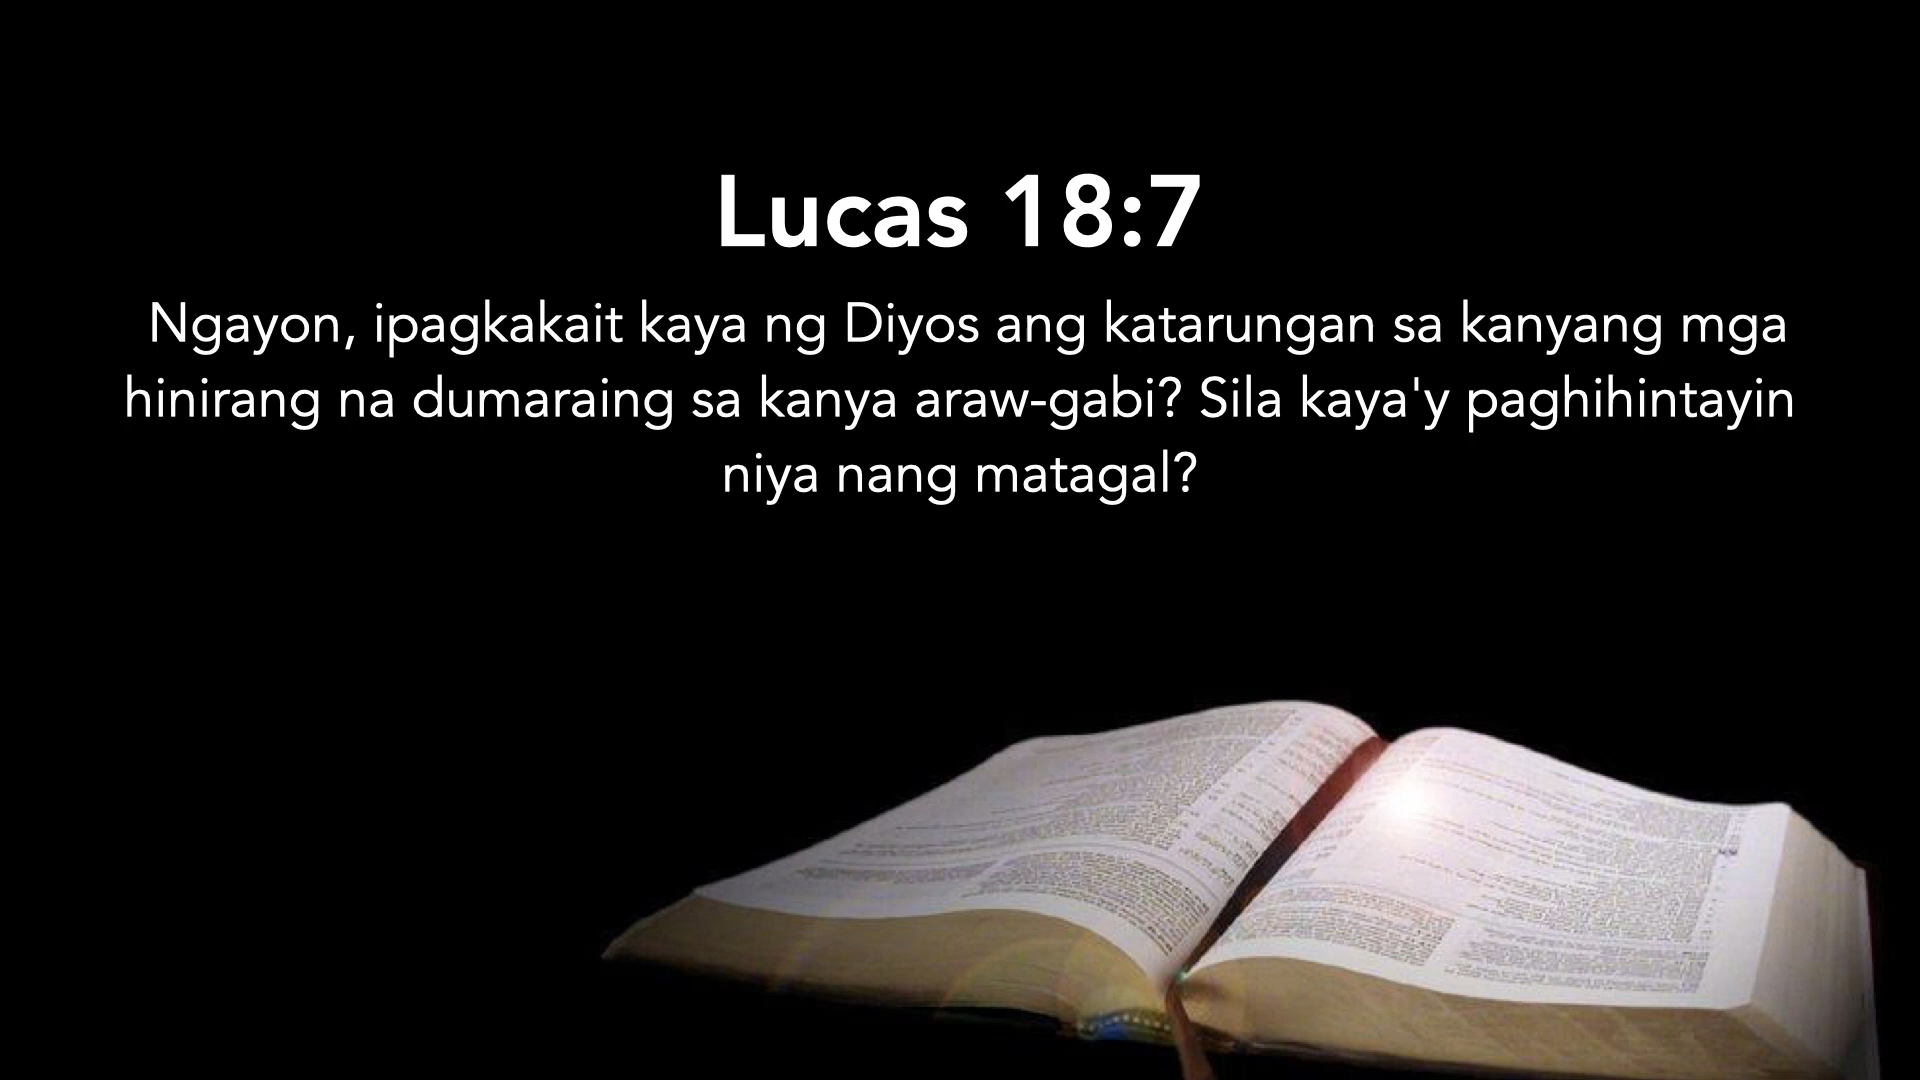 Lucas 18:7
Ngayon, ipagkakait kaya ng Diyos ang katarungan sa kanyang mga
hinirang na dumaraing sa kanya araw-gabi? Sila kaya'y paghihintayin
niya nang matagal?